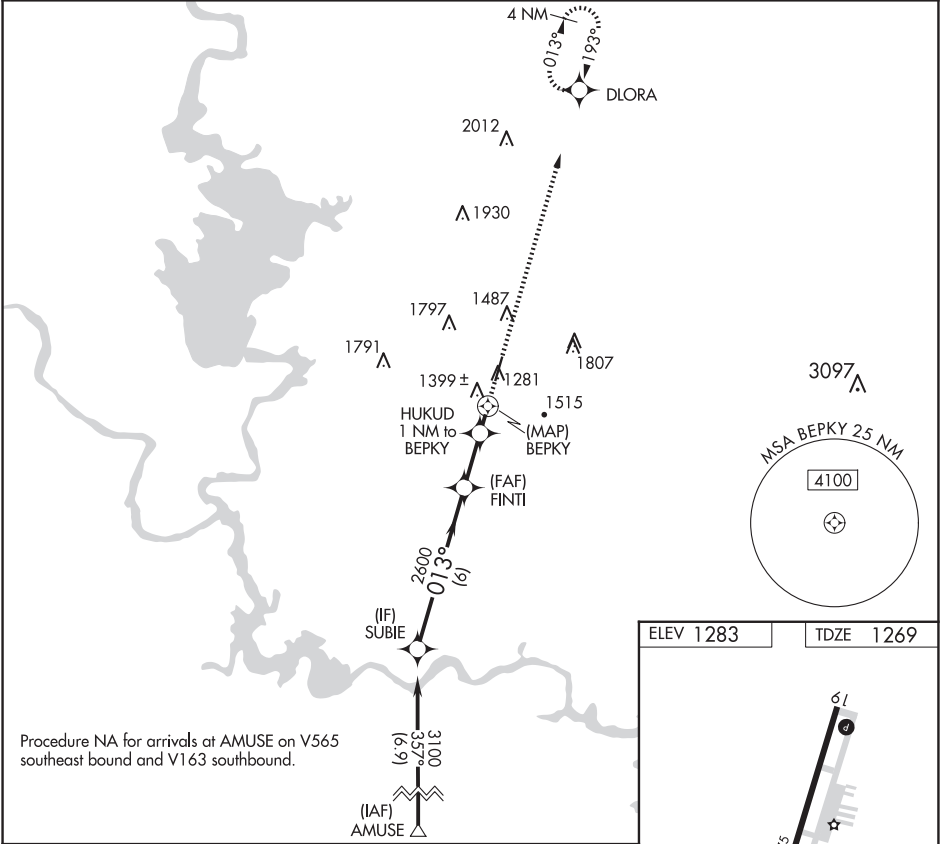 4 NM
013°
193°
DLORA
2012
1930
1487
1797
1791
1807
1399 ±
1281
3097
1515
HUKUD
1 NM to
BEPKY
(MAP)
BEPKY
MSA BEPKY 25 NM
4100
(FAF)
FINTI
2600
013°
(6)
(IF)
SUBIE
ELEV 1283
TDZE 1269
19
P
Procedure NA for arrivals at AMUSE on V565
southeast bound and V163 southbound.
3100
357°
(6.9)
(IAF)
AMUSE